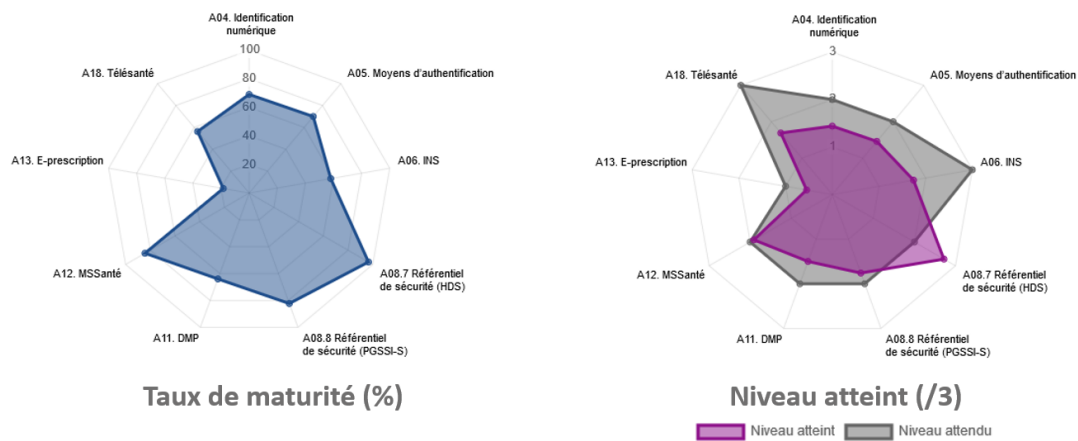 A04. Identification
numérique
100
80
60
40
20
A18. Télésanté
A05. Moyens d'authentification
A13. E-prescription
A06. INS
A12. MSSanté
A08.7 Référentiel
de sécurité (HDS)
A11. DMP
A08.8 Référentiel
de sécurité (PGSSI-S)
Taux de maturité (%)
A04. Identification
numérique
3
2
1
A18. Télésanté
A05. Moyens d'authentification
A13. E-prescription
A06. INS
A12. MSSanté
A08.7 Référentiel
de sécurité (HDS)
A11. DMP
A08.8 Référentiel
de sécurité (PGSSI-S)
Niveau atteint (/3)
Niveau atteint
Niveau attendu